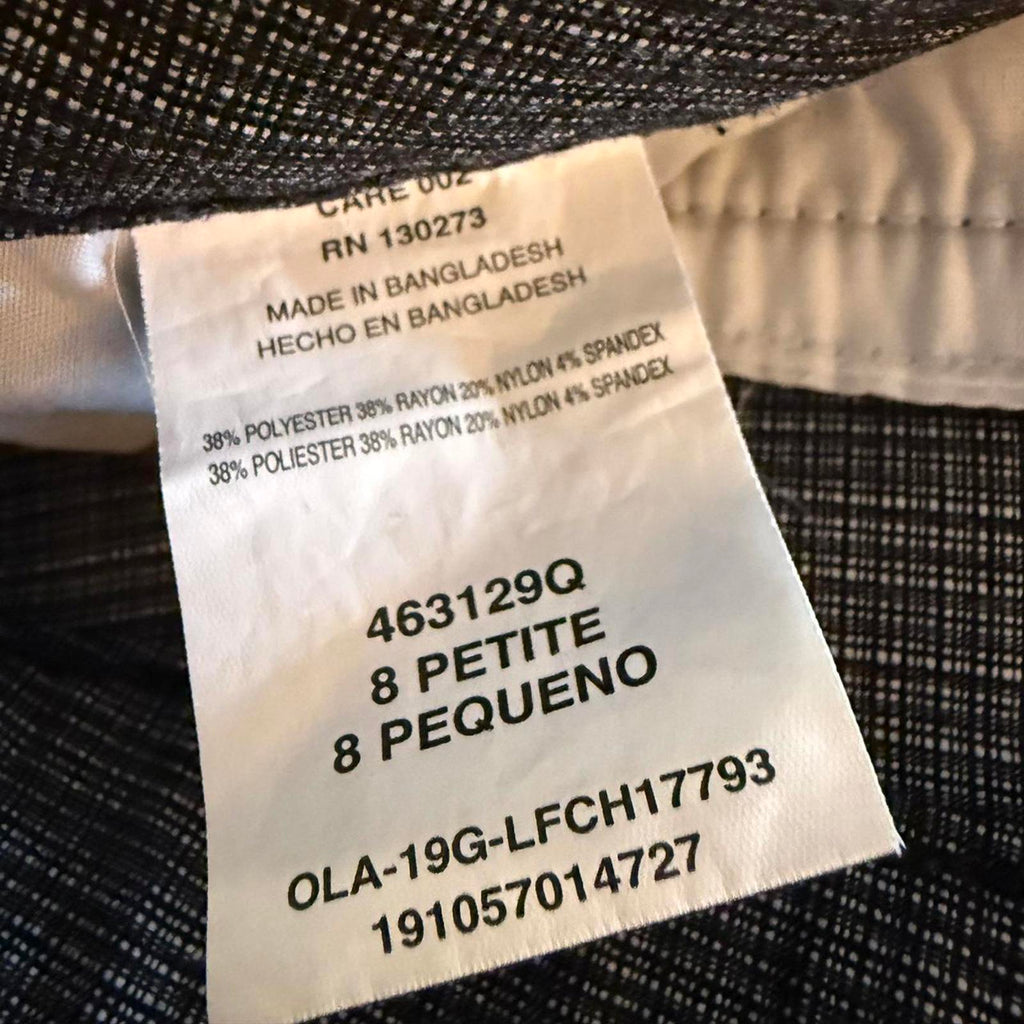 CARE 002
RN 130273
MADE IN BANGLADESH
HECHO EN BANGLADESH
38% POLYESTER 38% RAYON 20% NYLON 4% SPANDEX
38% POLIESTER 38% RAYON 20% NYLON 4% SPANDEX
463129Q
8 PETITE
8 PEQUENO
OLA-19G-LFCH17793
191057014727